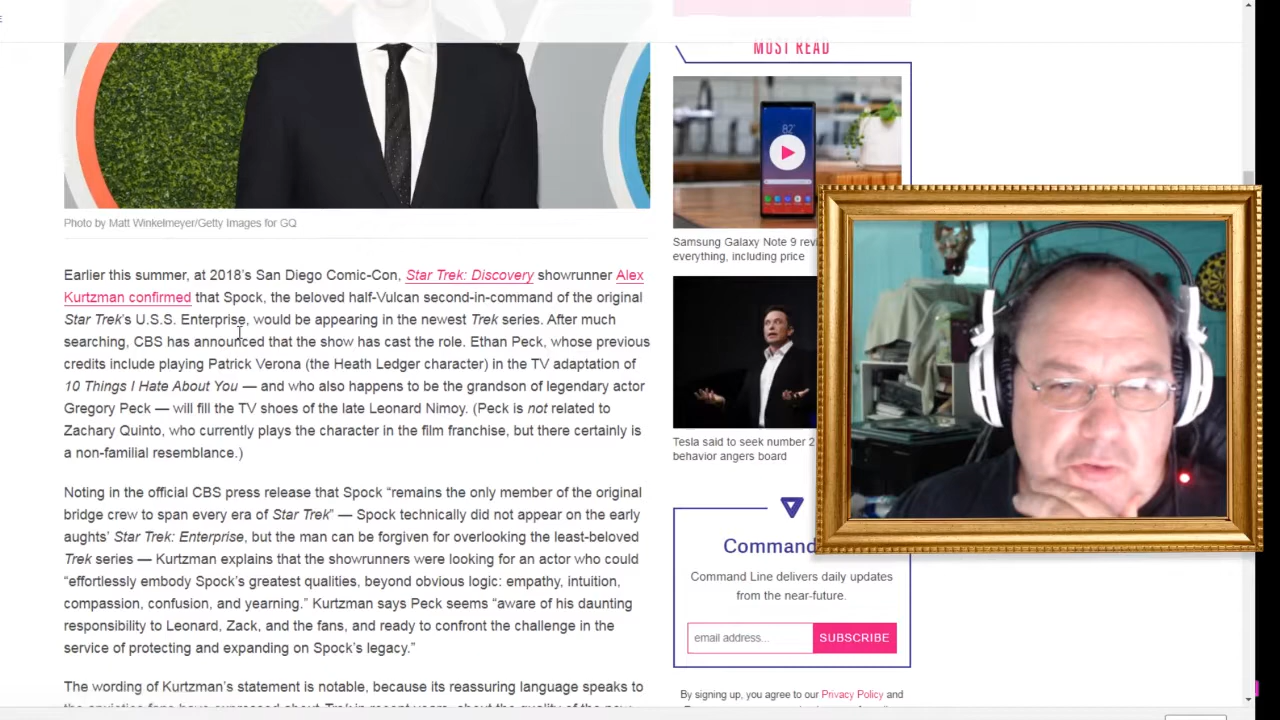 MUST READ
82°
Photo by Matt Winkelmeyer/Getty Images for GQ
Samsung Galaxy Note 9
everything, including price
Earlier this summer, at 2018's San Diego Comic-Con, Star Trek: Discovery showrunner Alex
Kurtzman confirmed that Spock, the beloved half-Vulcan second-in-command of the original
Star Trek's U.S.S. Enterprise, would be appearing in the newest Trek series. After much
searching, CBS has announced that the show has cast the role. Ethan Peck, whose previous
credits include playing Patrick Verona (the Heath Ledger character) in the TV adaptation of
10 Things I Hate About You — and who also happens to be the grandson of legendary actor
Gregory Peck — will fill the TV shoes of the late Leonard Nimoy. (Peck is not related to
Zachary Quinto, who currently plays the character in the film franchise, but there certainly is
a non-familial resemblance.)
Tesla said to seek number 2
behavior angers board
Noting in the official CBS press release that Spock “remains the only member of the original
bridge crew to span every era of Star Trek” — Spock technically did not appear on the early
aughts' Star Trek: Enterprise, but the man can be forgiven for overlooking the least-beloved
Trek series — Kurtzman explains that the showrunners were looking for an actor who could
“effortlessly embody Spock's greatest qualities, beyond obvious logic: empathy, intuition,
compassion, confusion, and yearning.” Kurtzman says Peck seems “aware of his daunting
responsibility to Leonard, Zack, and the fans, and ready to confront the challenge in the
service of protecting and expanding on Spock's legacy.”
Command
Command Line delivers daily updates
from the near-future.
email address...
SUBSCRIBE
The wording of Kurtzman's statement is notable, because its reassuring language speaks to
By signing up, you agree to our Privacy Policy and